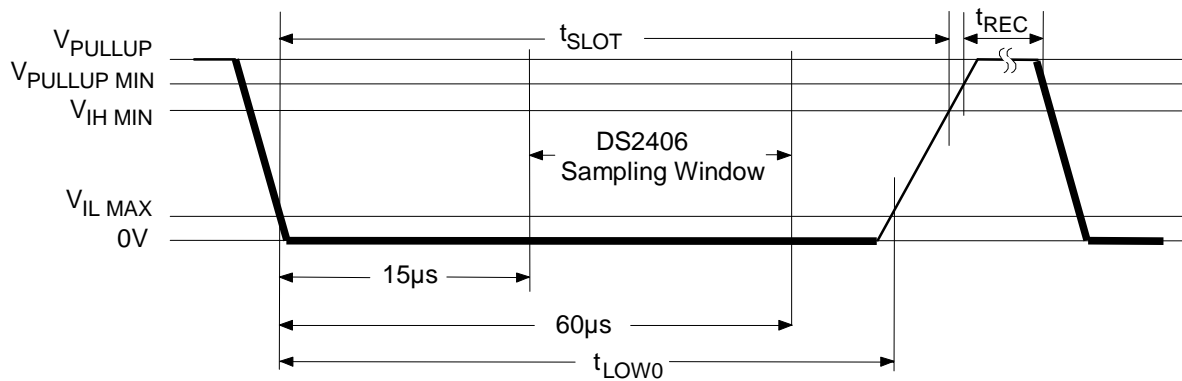 tSLOT
tREC
VPULLUP
VPULLUP MIN
VIH MIN
DS2406
Sampling Window
VIL MAX
0V
15µs
60µs
tLOW0